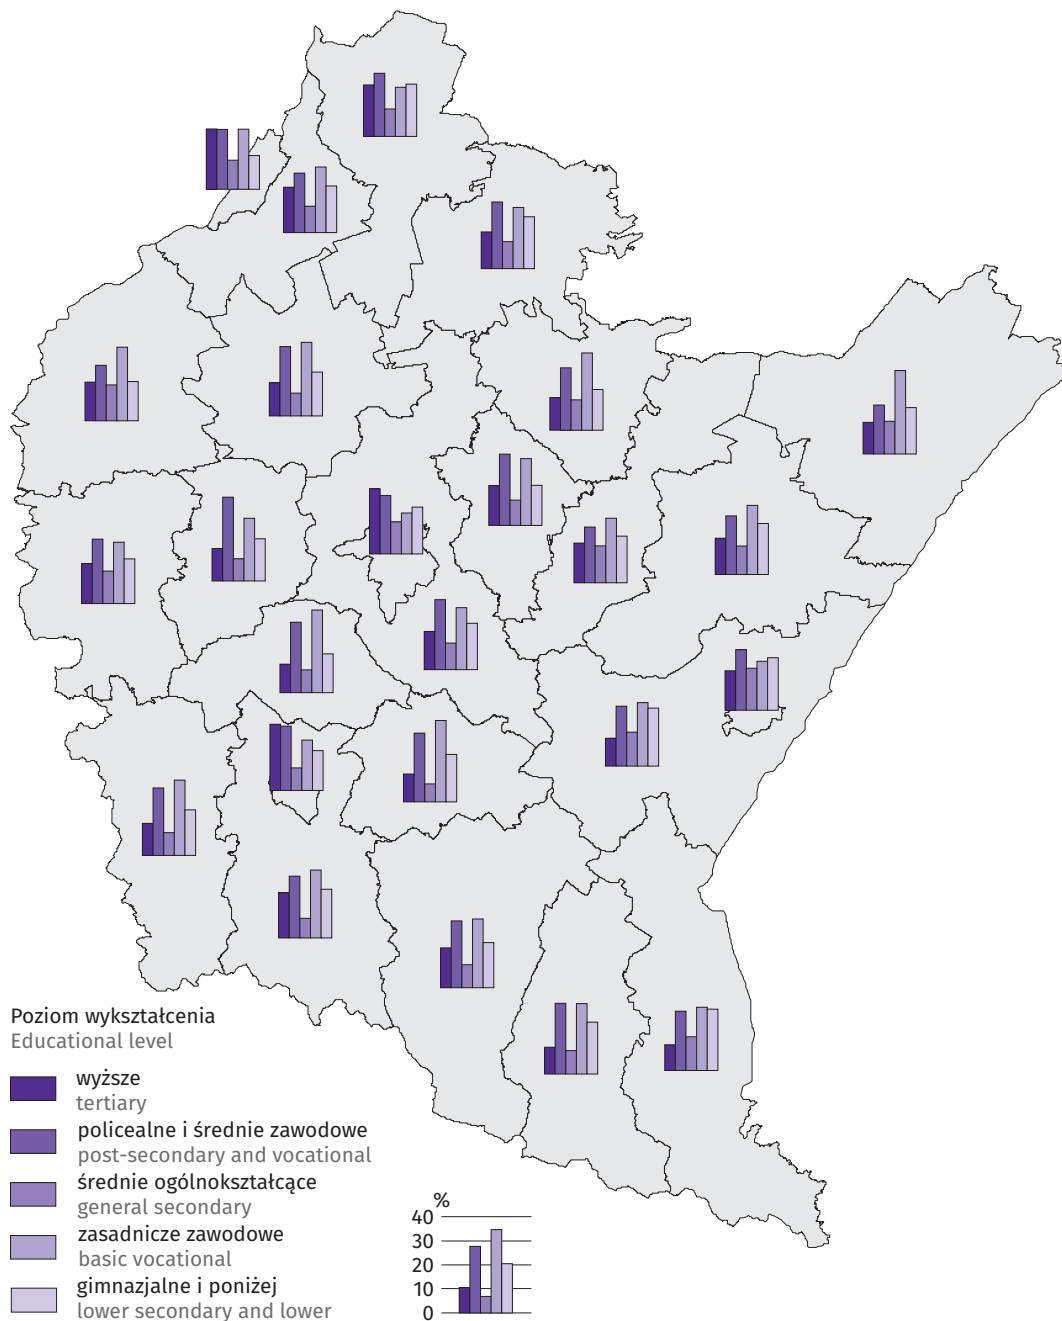 Poziom wykształcenia
Educational level
wyższe
tertiary
policealne i średnie zawodowe
post-secondary and vocational
średnie ogólnokształcące
general secondary
zasadnicze zawodowe
basic vocational
gimnazjalne i poniżej
lower secondary and lower
%
40
30
20
10
0